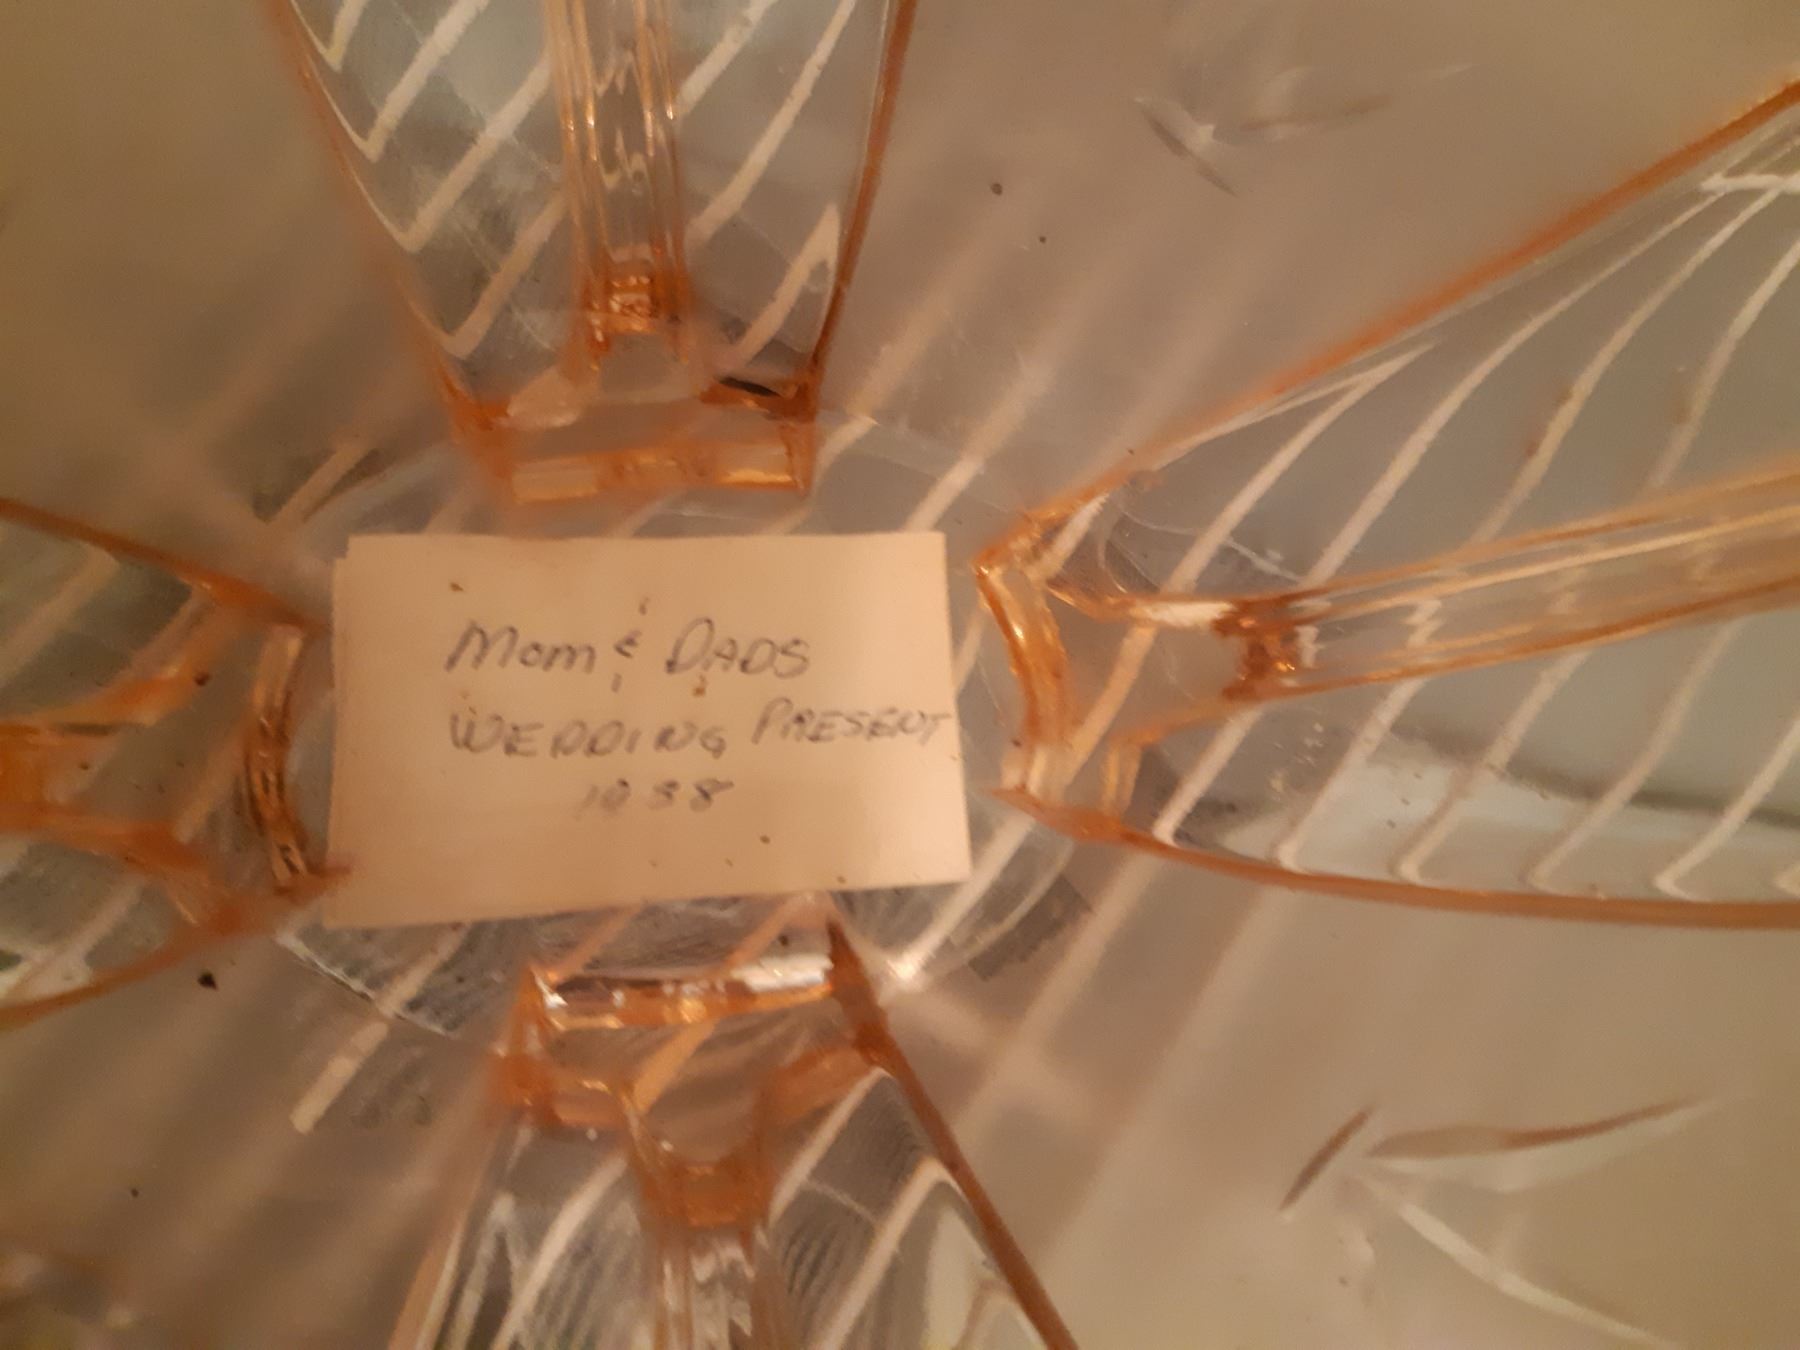 Mom & DADS
WEDDING PRESENT
1938